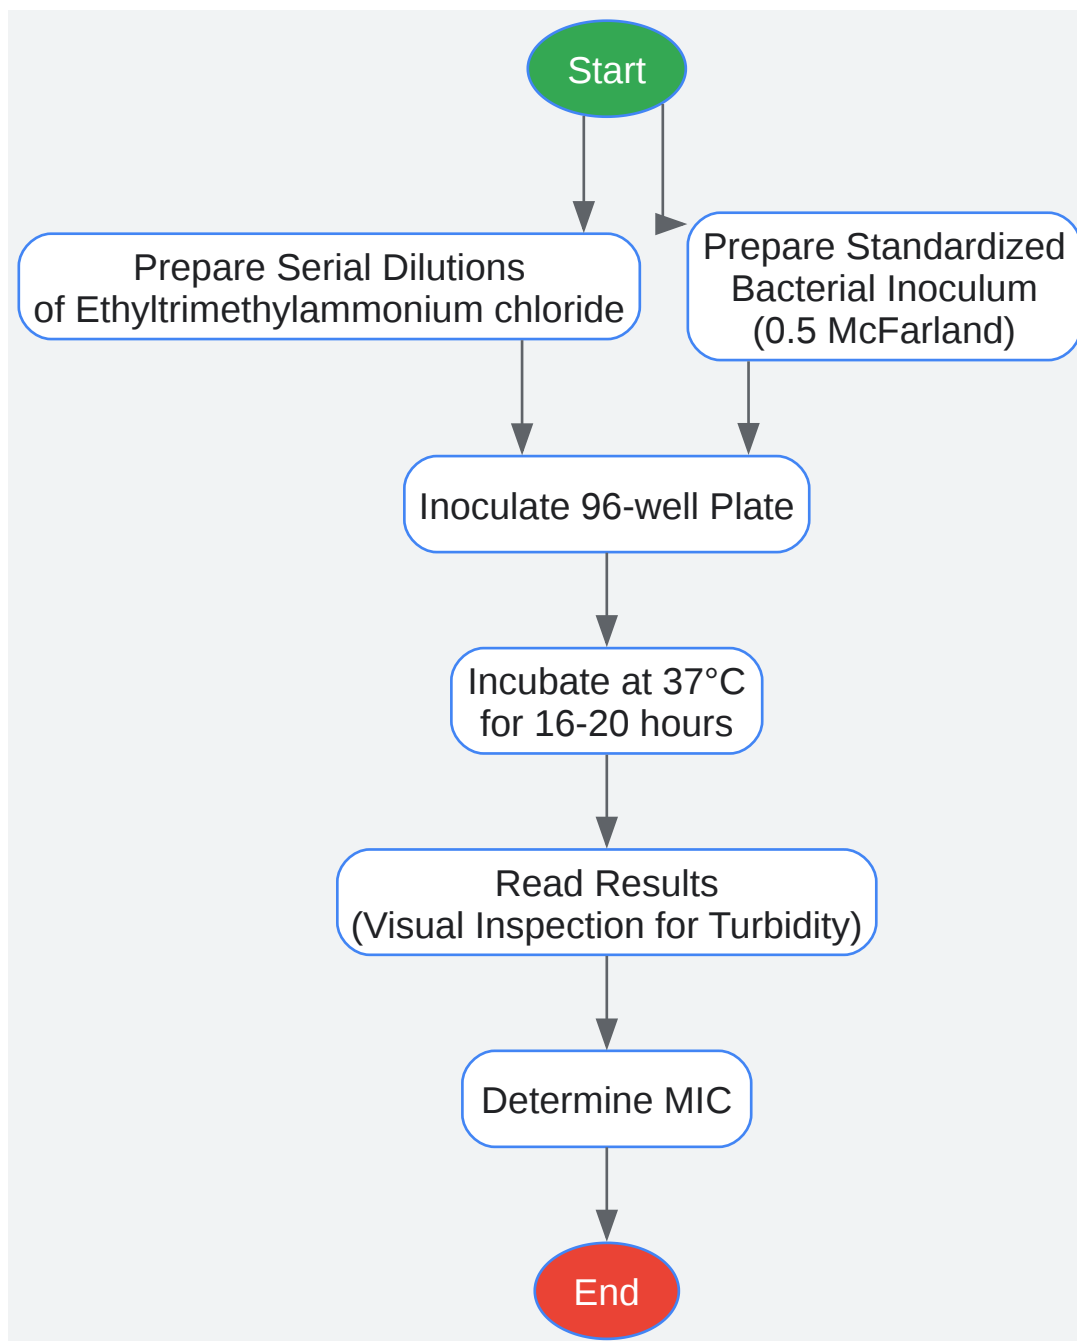 Start
Prepare Serial Dilutions
of Ethyltrimethylammonium chloride
Prepare Standardized
Bacterial Inoculum
(0.5 McFarland)
Inoculate 96-well Plate
Incubate at 37°C
for 16-20 hours
Read Results
(Visual Inspection for Turbidity)
Determine MIC
End